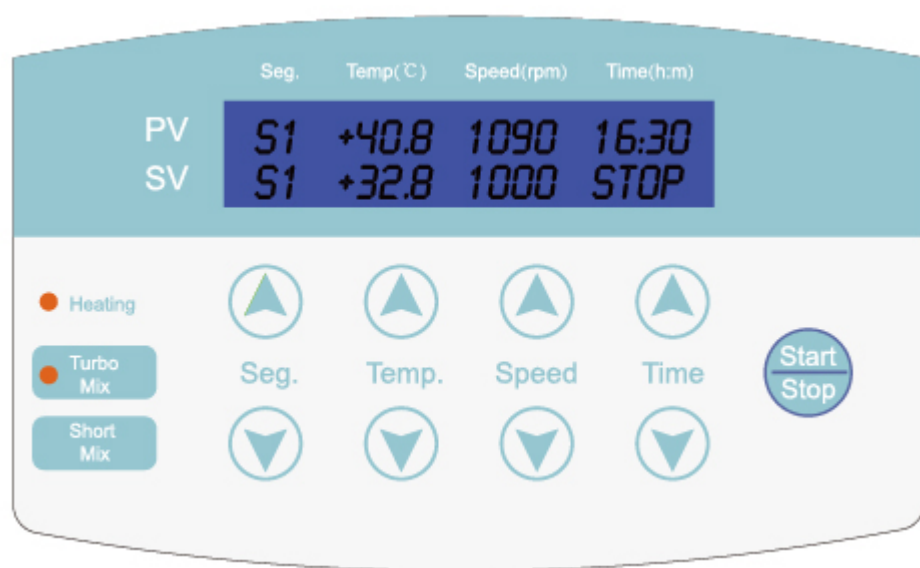 Seg. Temp(℃) Speed(rpm) Time(h:m)
PV S1 +40.8 1090 16:30
SV S1 +32.8 1000 STOP
Heating
Turbo
Mix
Short
Mix
Seg. Temp. Speed Time
Start
Stop